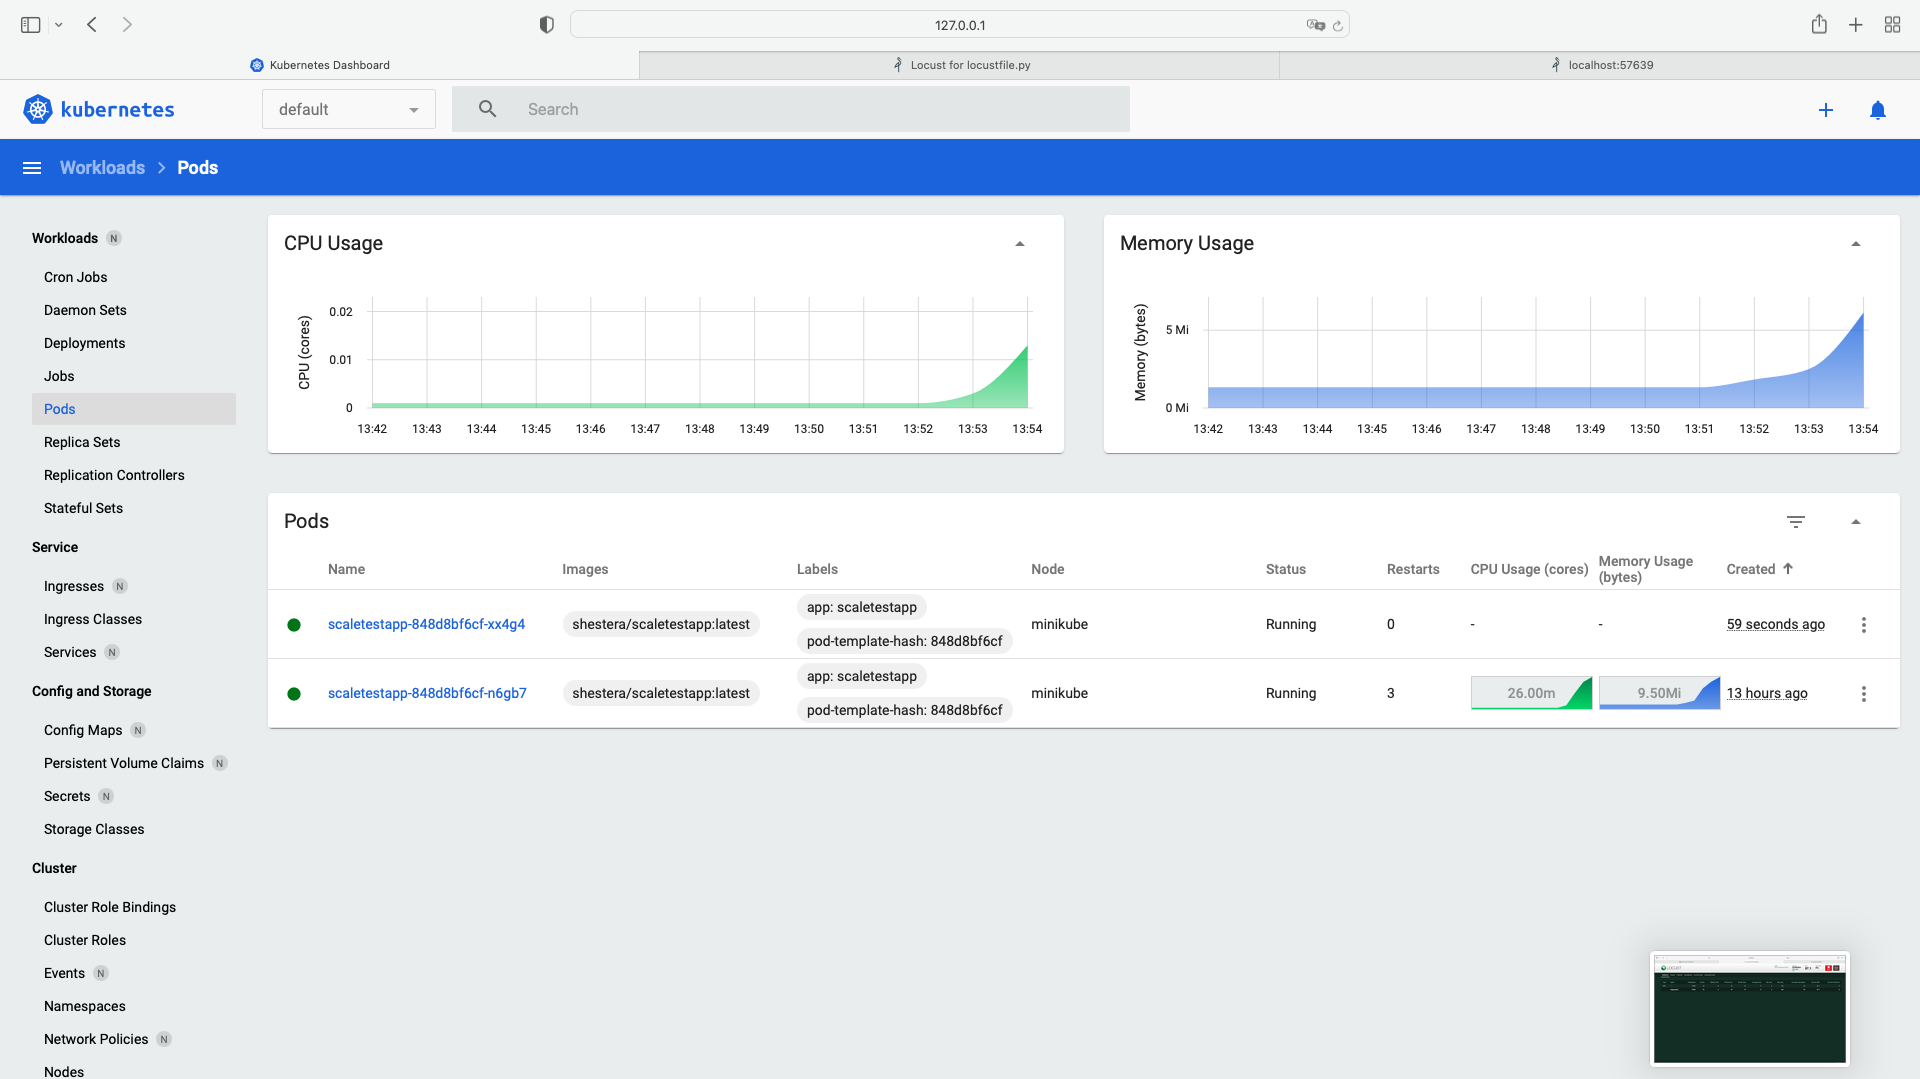 127.0.0.1
Kubernetes Dashboard
Locust for locustfile.py
localhost:57639
kubernetes
default
Search
Workloads
Pods
Workloads N
Cron Jobs
Daemon Sets
Deployments
Jobs
Pods
Replica Sets
Replication Controllers
Stateful Sets
Service
Ingresses N
Ingress Classes
Services N
Config and Storage
Config Maps N
Persistent Volume Claims N
Secrets N
Storage Classes
Cluster
Cluster Role Bindings
Cluster Roles
Events N
Namespaces
Network Policies N
Nodes
CPU Usage
CPU (cores)
0.02
0.01
0
13:42 13:43 13:44 13:45 13:46 13:47 13:48 13:49 13:50 13:51 13:52 13:53 13:54
Memory Usage
Memory (bytes)
5 Mi
0 Mi
13:42 13:43 13:44 13:45 13:46 13:47 13:48 13:49 13:50 13:51 13:52 13:53 13:54
Pods
Name Images Labels Node Status Restarts CPU Usage (cores) Memory Usage (bytes) Created
scaletestapp-848d8bf6cf-xx4g4 shestera/scaletestapp:latest app: scaletestapp pod-template-hash: 848d8bf6cf minikube Running 0 - - 59 seconds ago
scaletestapp-848d8bf6cf-n6gb7 shestera/scaletestapp:latest app: scaletestapp pod-template-hash: 848d8bf6cf minikube Running 3 26.00m 9.50Mi 13 hours ago
LOCUST